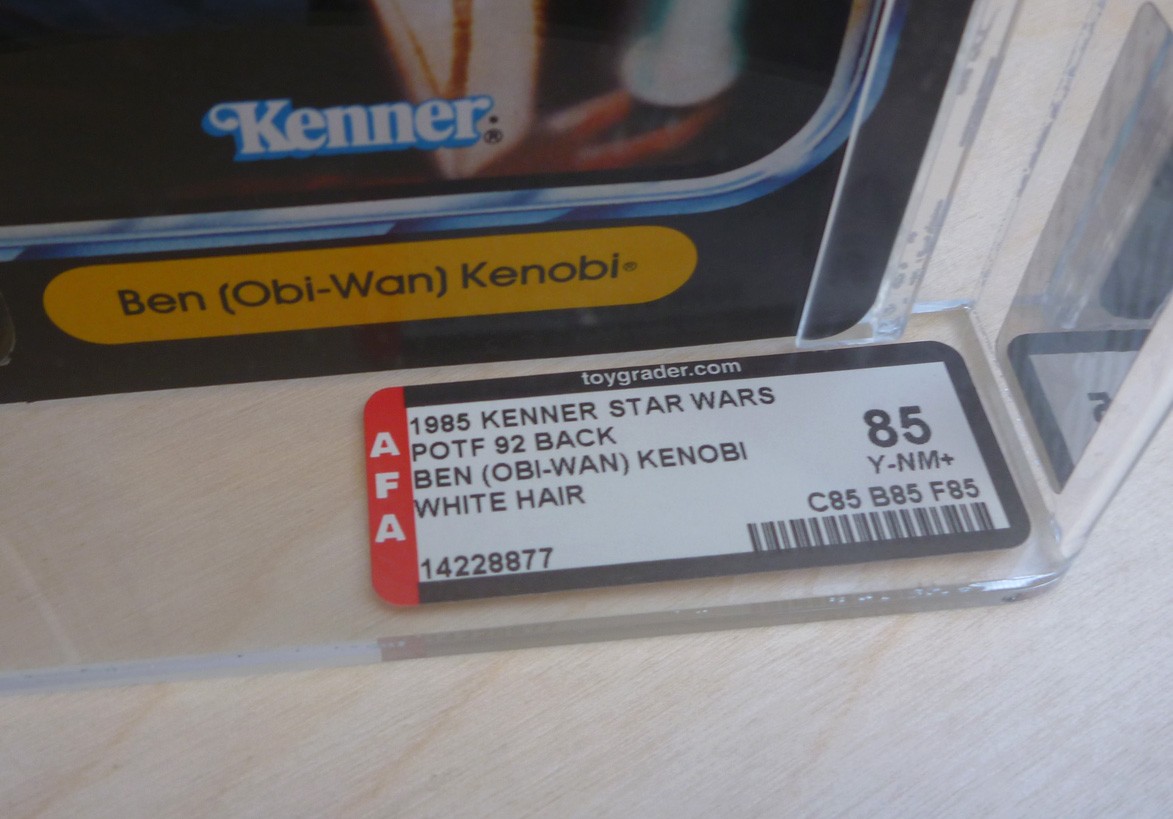 Kenner®
Ben (Obi-Wan) Kenobi®
toygrader.com
AFA
1985 KENNER STAR WARS
POTF 92 BACK
BEN (OBI-WAN) KENOBI
WHITE HAIR
14228877
85
Y-NM+
C85 B85 F85